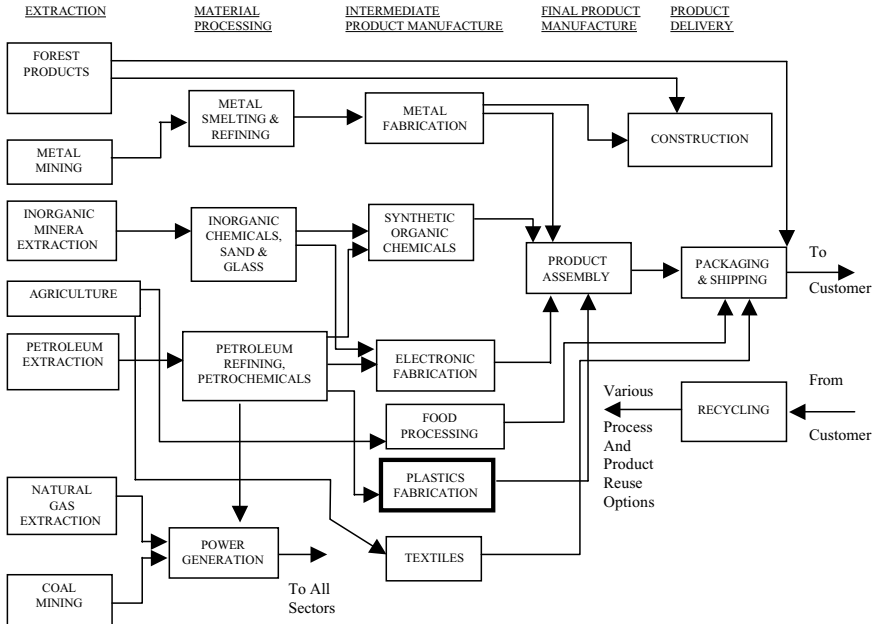 EXTRACTION
MATERIAL
PROCESSING
INTERMEDIATE
PRODUCT MANUFACTURE
FINAL PRODUCT
MANUFACTURE
PRODUCT
DELIVERY
FOREST
PRODUCTS
METAL
SMELTING &
REFINING
METAL
FABRICATION
CONSTRUCTION
METAL
MINING
INORGANIC
MINERA
EXTRACTION
INORGANIC
CHEMICALS,
SAND &
GLASS
SYNTHETIC
ORGANIC
CHEMICALS
PRODUCT
ASSEMBLY
PACKAGING
& SHIPPING
To
Customer
AGRICULTURE
PETROLEUM
EXTRACTION
PETROLEUM
REFINING,
PETROCHEMICALS
ELECTRONIC
FABRICATION
FOOD
PROCESSING
Various
Process
And
Product
Reuse
Options
RECYCLING
From
Customer
PLASTICS
FABRICATION
NATURAL
GAS
EXTRACTION
POWER
GENERATION
TEXTILES
To All
Sectors
COAL
MINING